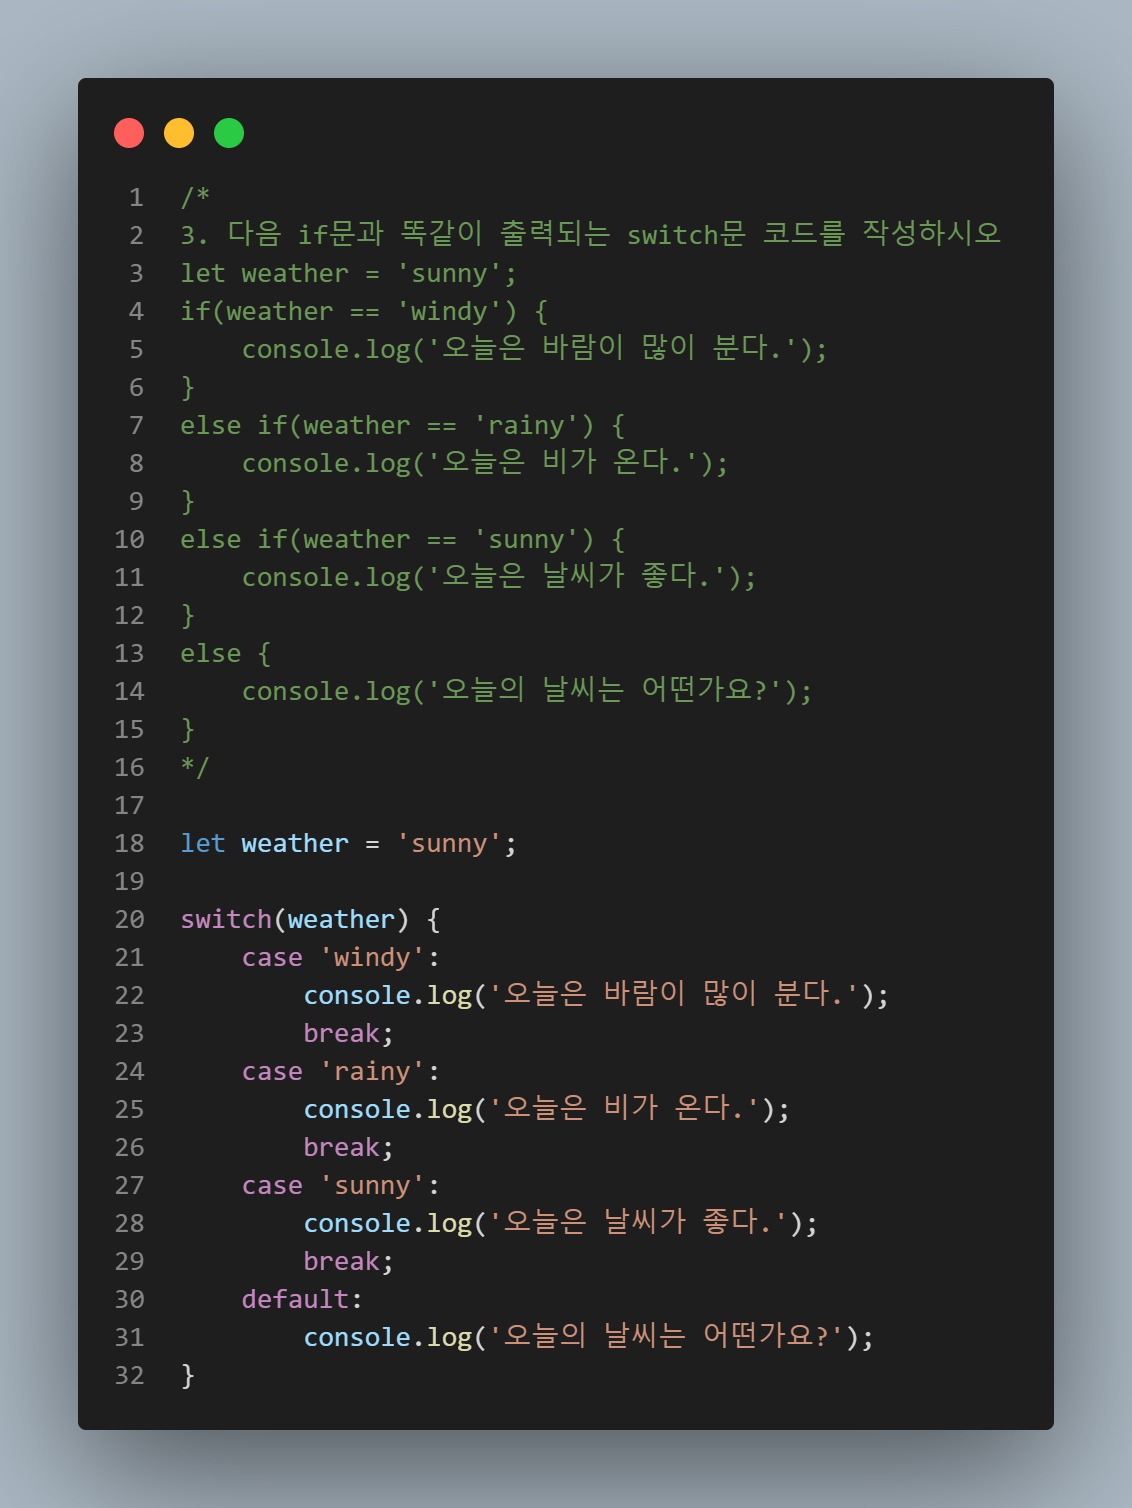 1 /*
2 3. 다음 if문과 똑같이 출력되는 switch문 코드를 작성하시오
3 let weather = 'sunny';
4 if(weather == 'windy') {
5     console.log('오늘은 바람이 많이 분다.');
6 }
7 else if(weather == 'rainy') {
8     console.log('오늘은 비가 온다.');
9 }
10 else if(weather == 'sunny') {
11     console.log('오늘은 날씨가 좋다.');
12 }
13 else {
14     console.log('오늘의 날씨는 어떤가요?');
15 }
16 */
17
18 let weather = 'sunny';
19
20 switch(weather) {
21     case 'windy':
22         console.log('오늘은 바람이 많이 분다.');
23         break;
24     case 'rainy':
25         console.log('오늘은 비가 온다.');
26         break;
27     case 'sunny':
28         console.log('오늘은 날씨가 좋다.');
29         break;
30     default:
31         console.log('오늘의 날씨는 어떤가요?');
32 }